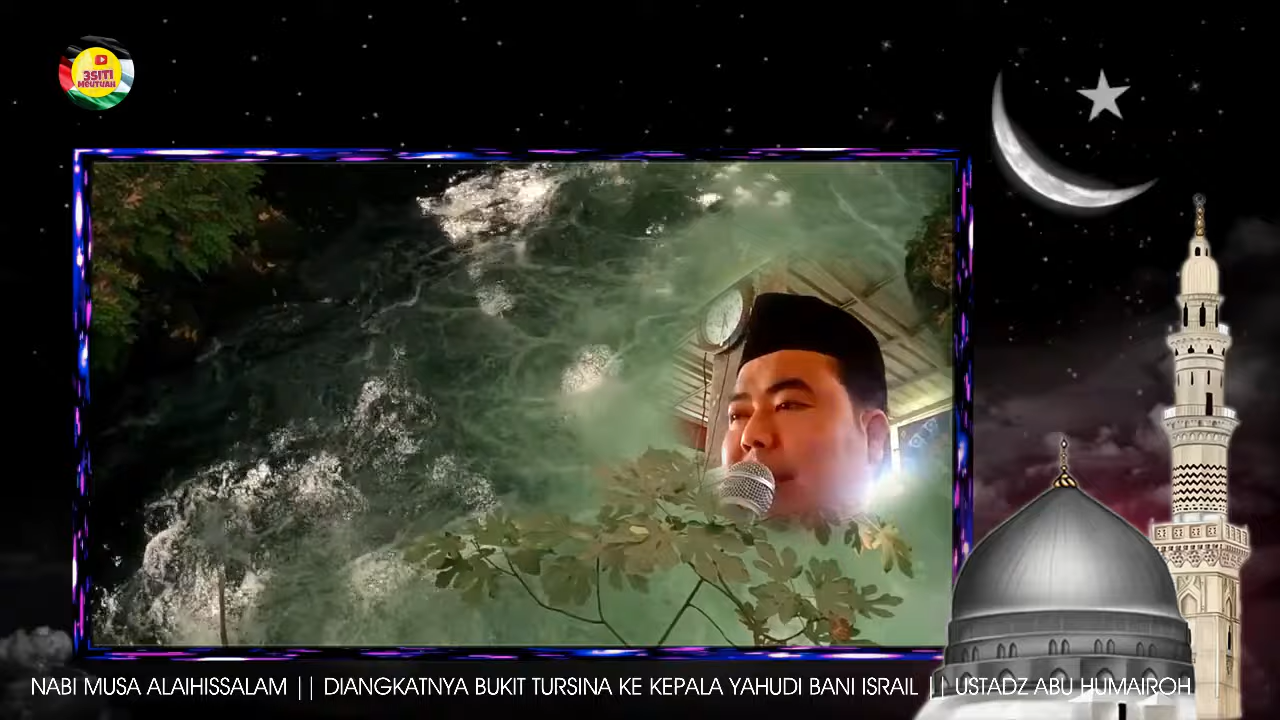 3SITI
MEUTUAH
NABI MUSA ALAIHISSALAM || DIANGKATNYA BUKIT TURSINA KE KEPALA YAHUDI BANI ISRAIL || USTADZ ABU HUMAIROH